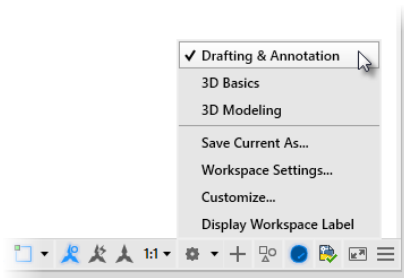 Drafting & Annotation
3D Basics
3D Modeling
Save Current As...
Workspace Settings...
Customize...
Display Workspace Label
1:1